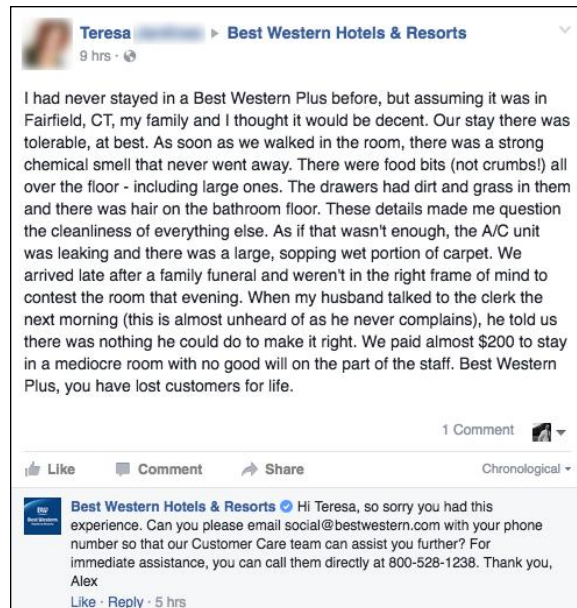 Teresa ▸ Best Western Hotels & Resorts
9 hrs ·
I had never stayed in a Best Western Plus before, but assuming it was in
Fairfield, CT, my family and I thought it would be decent. Our stay there was
tolerable, at best. As soon as we walked in the room, there was a strong
chemical smell that never went away. There were food bits (not crumbs!) all
over the floor - including large ones. The drawers had dirt and grass in them
and there was hair on the bathroom floor. These details made me question
the cleanliness of everything else. As if that wasn't enough, the A/C unit
was leaking and there was a large, sopping wet portion of carpet. We
arrived late after a family funeral and weren't in the right frame of mind to
contest the room that evening. When my husband talked to the clerk the
next morning (this is almost unheard of as he never complains), he told us
there was nothing he could do to make it right. We paid almost $200 to stay
in a mediocre room with no good will on the part of the staff. Best Western
Plus, you have lost customers for life.
1 Comment
Like Comment Share Chronological
Best Western Hotels & Resorts Hi Teresa, so sorry you had this
experience. Can you please email social@bestwestern.com with your phone
number so that our Customer Care team can assist you further? For
immediate assistance, you can call them directly at 800-528-1238. Thank you,
Alex
Like · Reply · 5 hrs